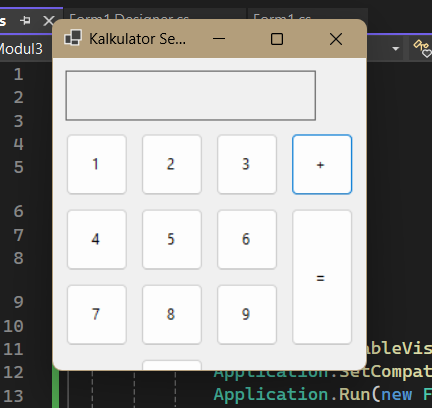 s
Form1.Designer.cs
Form1.cs
Modul3
Kalkulator Se...
1
2
3
4
5
6
7
8
9
10
11
12
13
1 2 3 +
4 5 6
=
7 8 9
ableVis
Application.SetCompat
Application.Run(new F